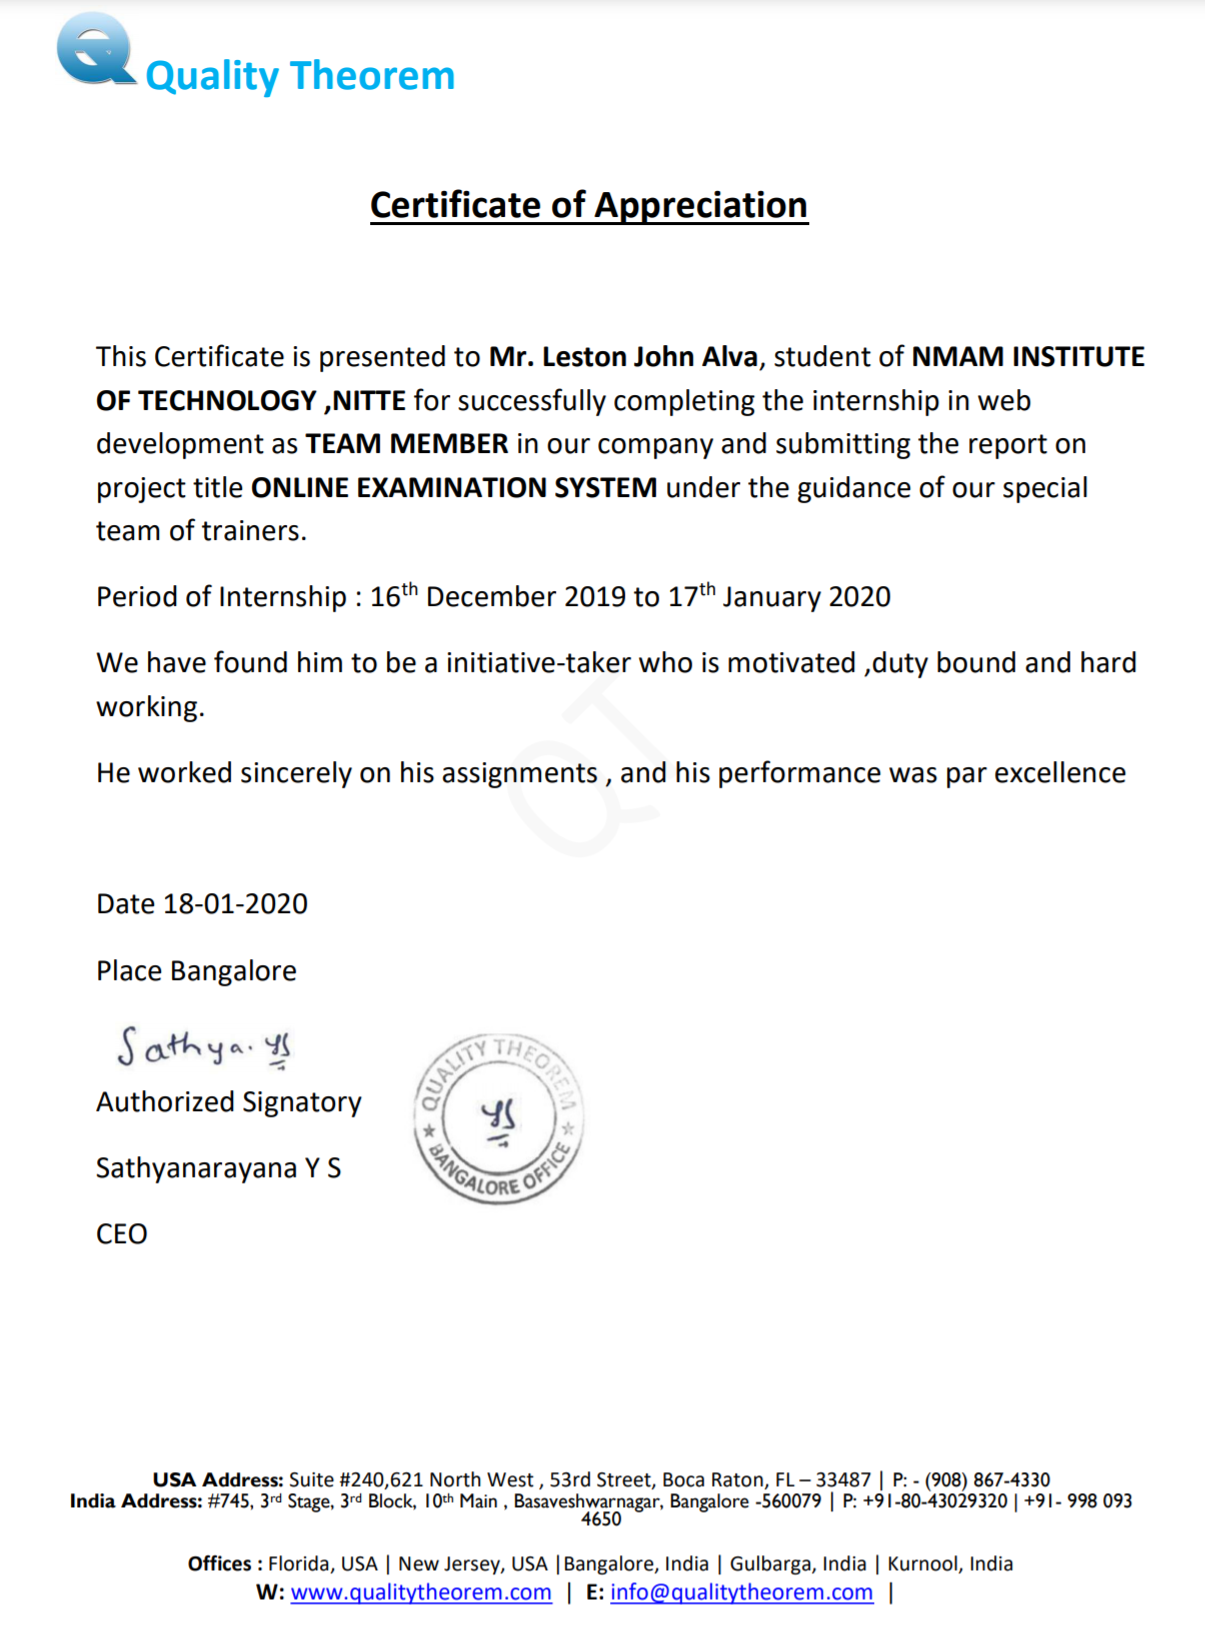 Quality Theorem
Certificate of Appreciation
This Certificate is presented to Mr. Leston John Alva, student of NMAM INSTITUTE
OF TECHNOLOGY ,NITTE for successfully completing the internship in web
development as TEAM MEMBER in our company and submitting the report on
project title ONLINE EXAMINATION SYSTEM under the guidance of our special
team of trainers.
Period of Internship : 16th December 2019 to 17th January 2020
We have found him to be a initiative-taker who is motivated ,duty bound and hard
working.
He worked sincerely on his assignments , and his performance was par excellence
QT
Date 18-01-2020
Place Bangalore
Sathya. YS
Authorized Signatory
Sathyanarayana Y S
CEO
QUALITY THEOREM
YS
★ BANGALORE OFFICE ★
USA Address: Suite #240,621 North West , 53rd Street, Boca Raton, FL – 33487 | P: - (908) 867-4330
India Address: #745, 3rd Stage, 3rd Block, 10th Main , Basaveshwarnagar, Bangalore -560079 | P: +91-80-43029320 | +91- 998 093
4650
Offices : Florida, USA | New Jersey, USA |Bangalore, India | Gulbarga, India | Kurnool, India
W: www.qualitytheorem.com | E: info@qualitytheorem.com |